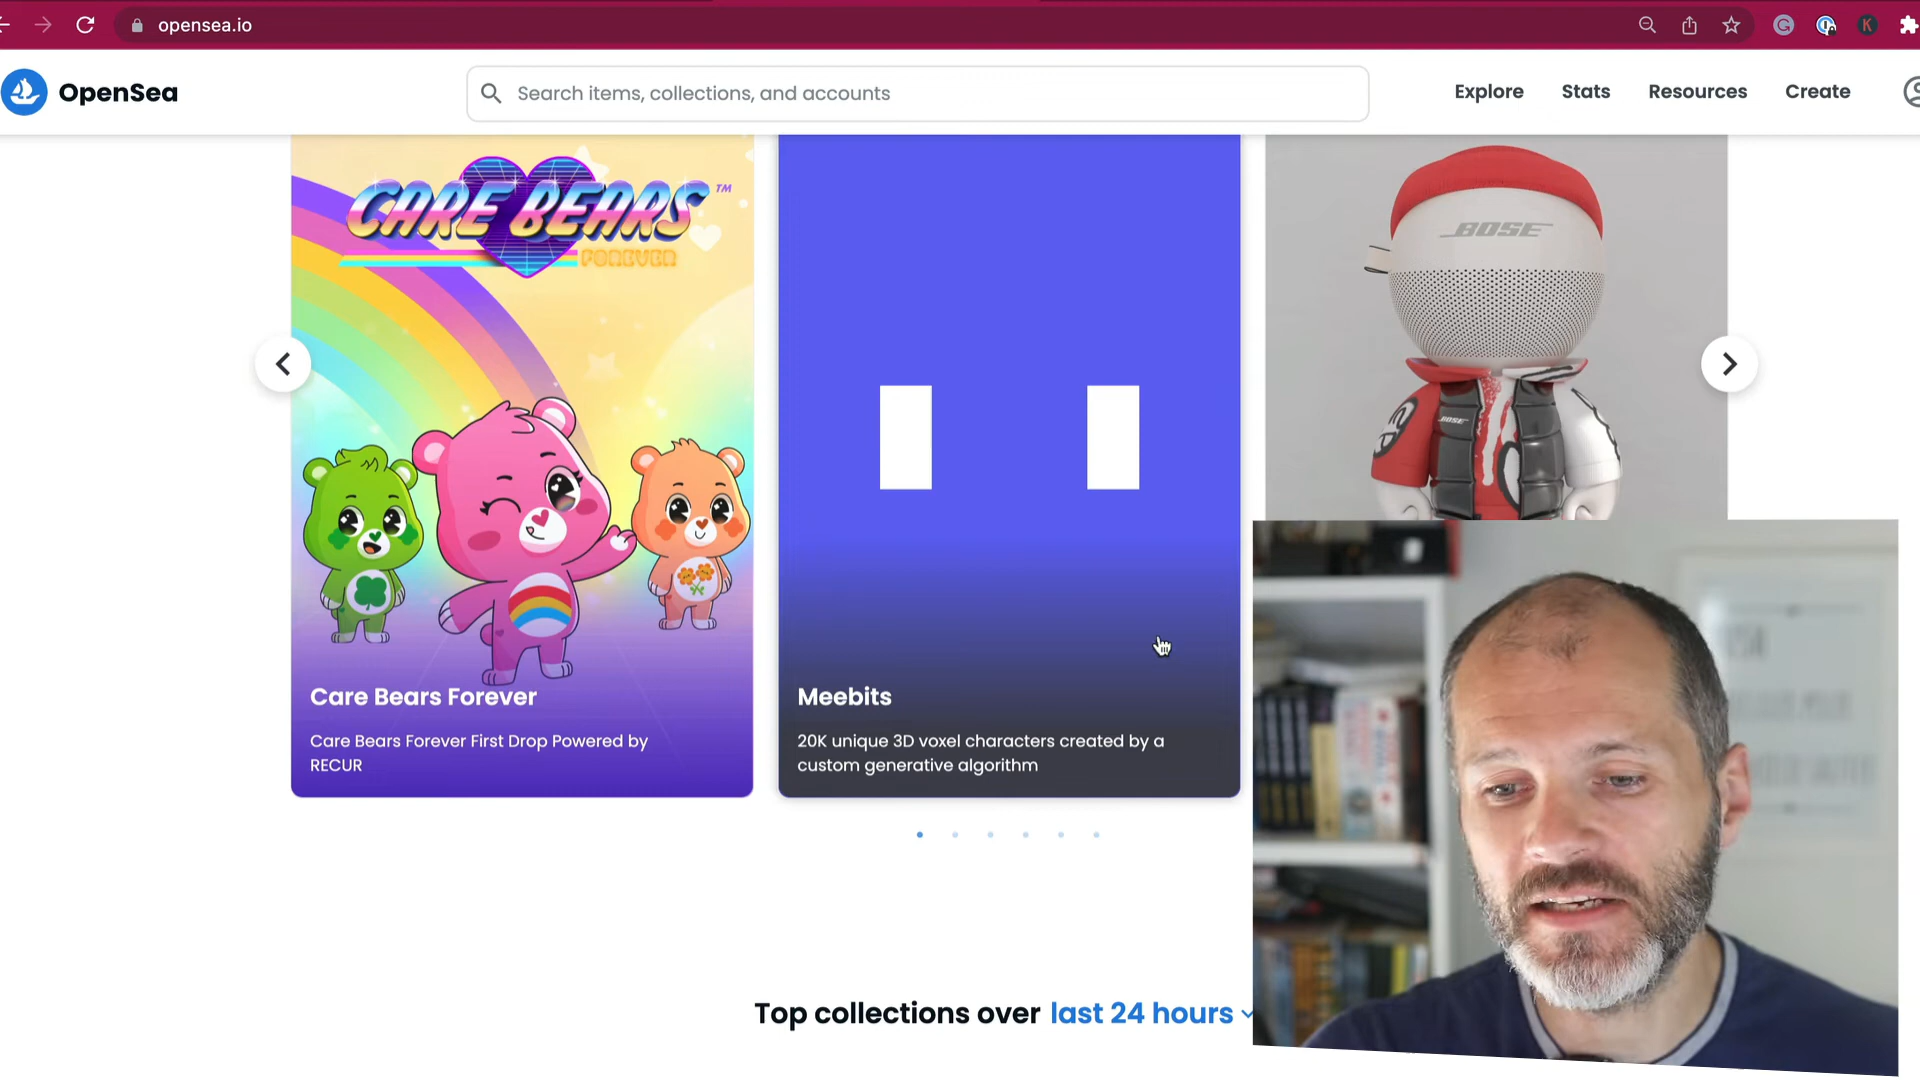 opensea.io
K
OpenSea
Search items, collections, and accounts
Explore
Stats
Resources
Create
CARE BEARS™
FOREVER
BOSE
BOSE
Care Bears Forever
Care Bears Forever First Drop Powered by
RECUR
Meebits
20K unique 3D voxel characters created by a
custom generative algorithm
Top collections over last 24 hours